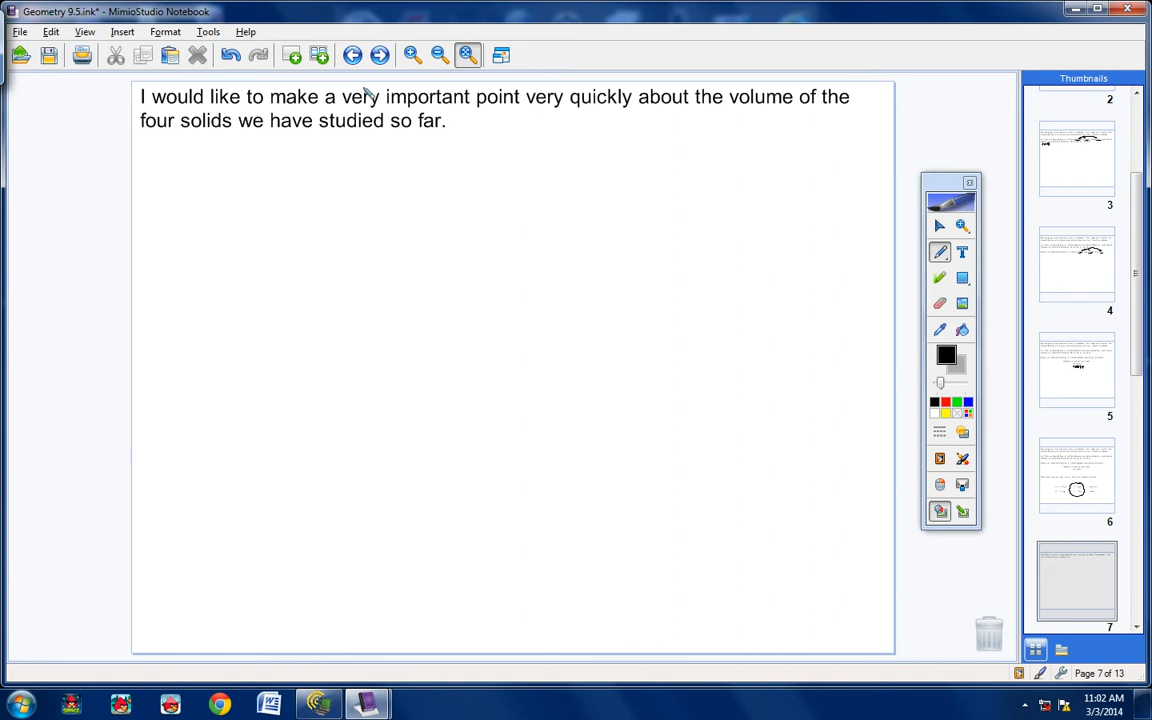 Geometry 9.5.ink* - MimioStudio Notebook
File Edit View Insert Format Tools Help
Thumbnails
I would like to make a very important point very quickly about the volume of the
four solids we have studied so far.
2
3
4
5
6
7
Page 7 of 13
11:02 AM
3/3/2014